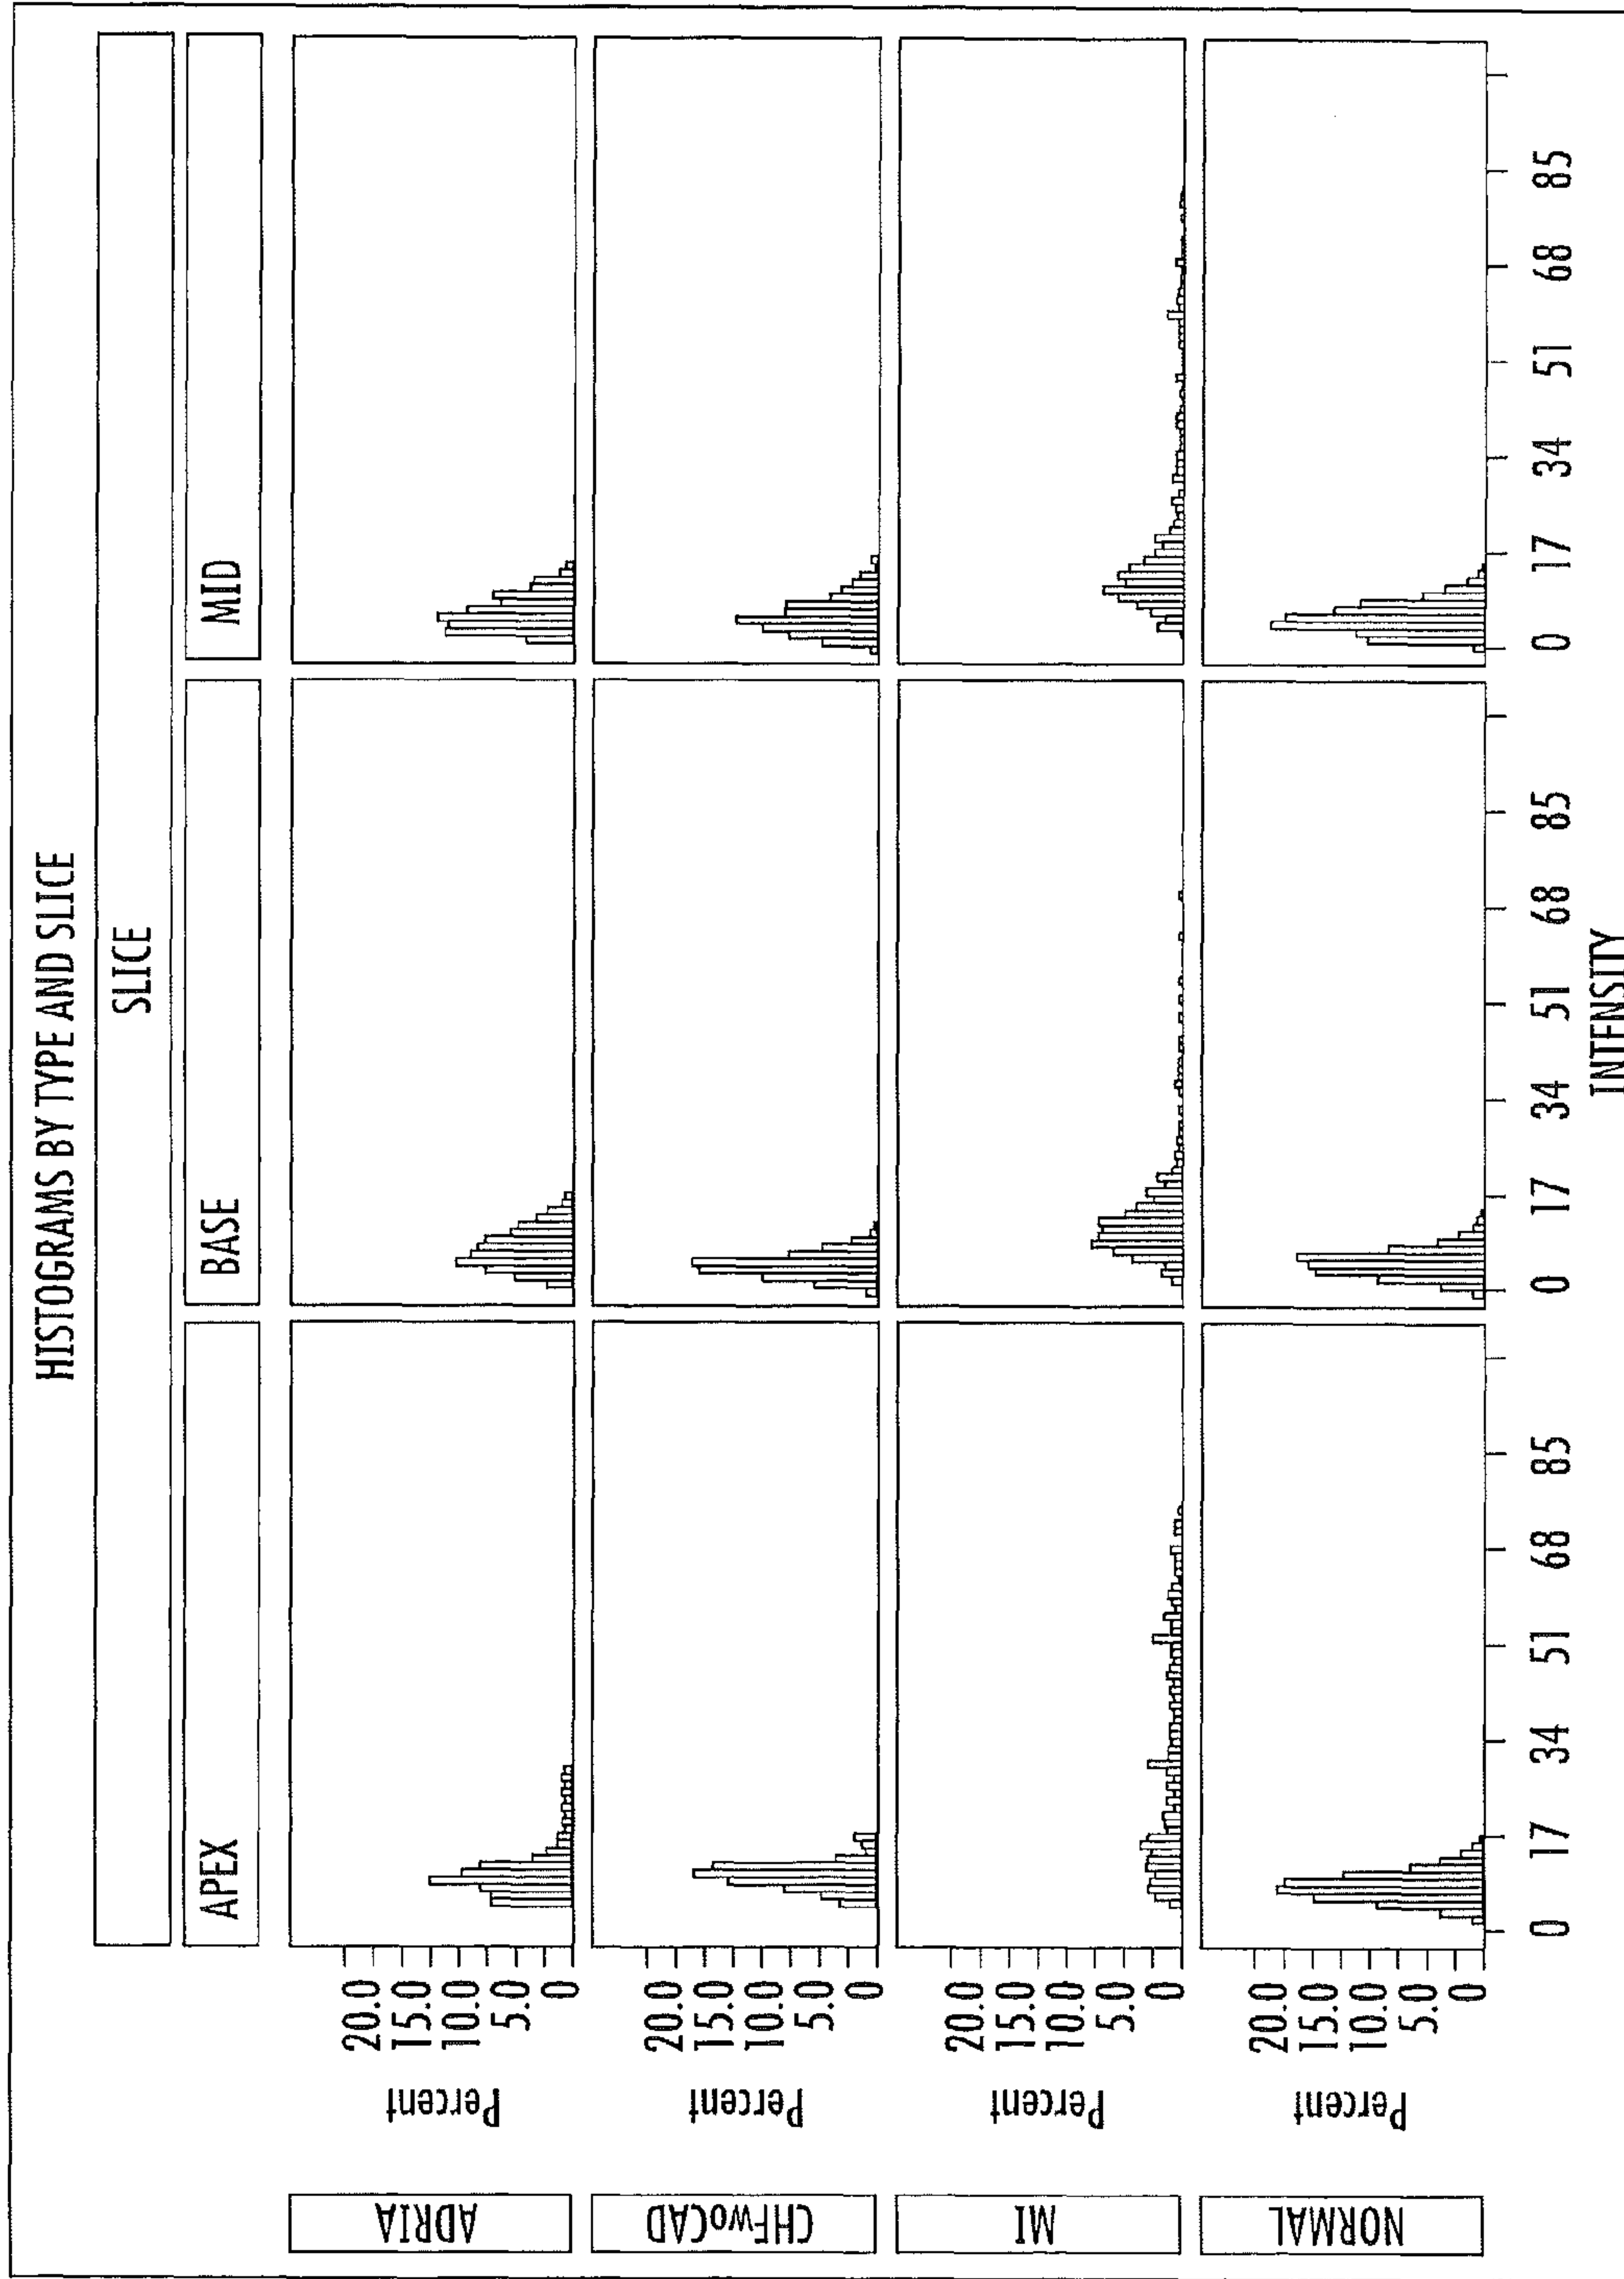 HISTOGRAMS BY TYPE AND SLICE
SLICE
APEX
BASE
MID
ADRIA
Percent
20.0
15.0
10.0
5.0
0
CHFwoCAD
Percent
20.0
15.0
10.0
5.0
0
MI
Percent
20.0
15.0
10.0
5.0
0
NORMAL
Percent
20.0
15.0
10.0
5.0
0
0 17 34 51 68 85 0 17 34 51 68 85 0 17 34 51 68 85
INTENSITY